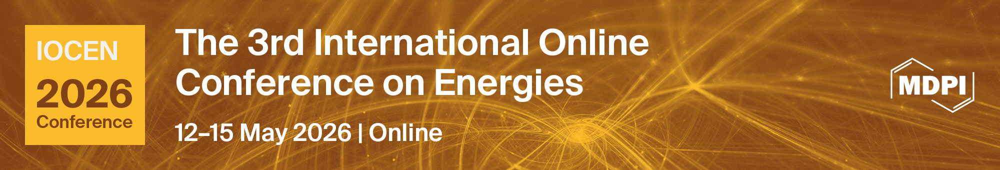 IOCEN
2026
Conference
The 3rd International Online
Conference on Energies
12–15 May 2026 | Online
MDPI